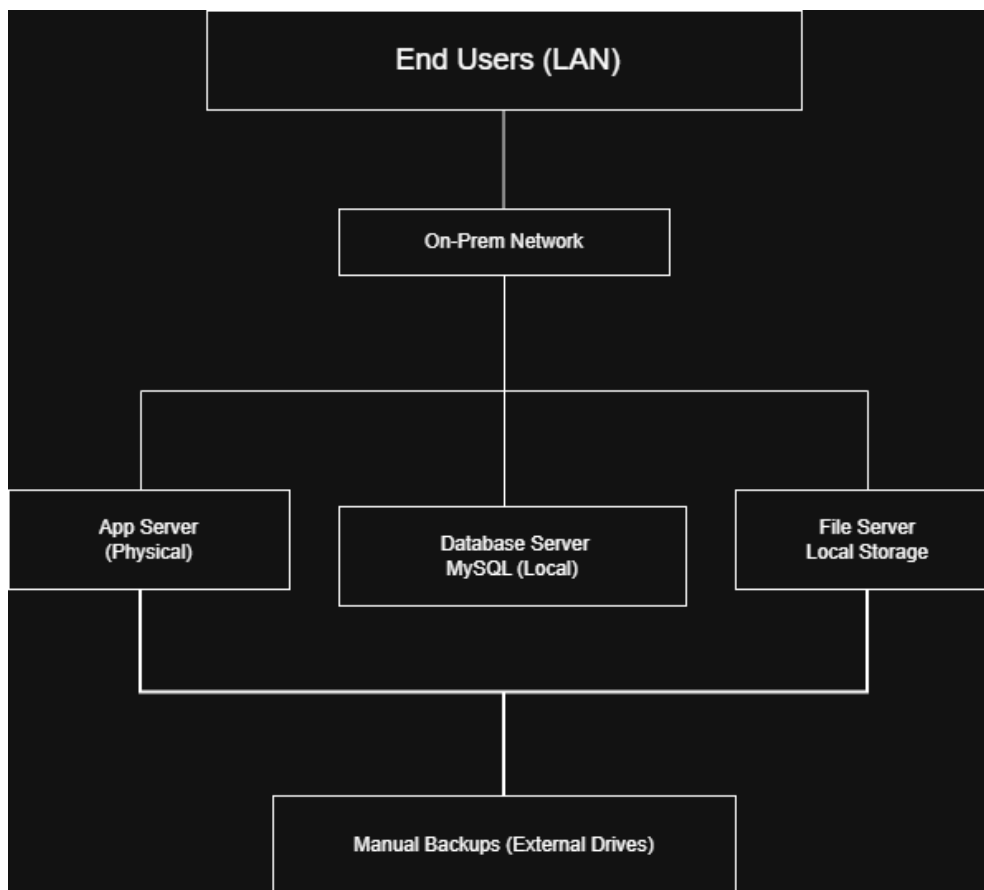 End Users (LAN)
On-Prem Network
App Server
(Physical)
Database Server
MySQL (Local)
File Server
Local Storage
Manual Backups (External Drives)